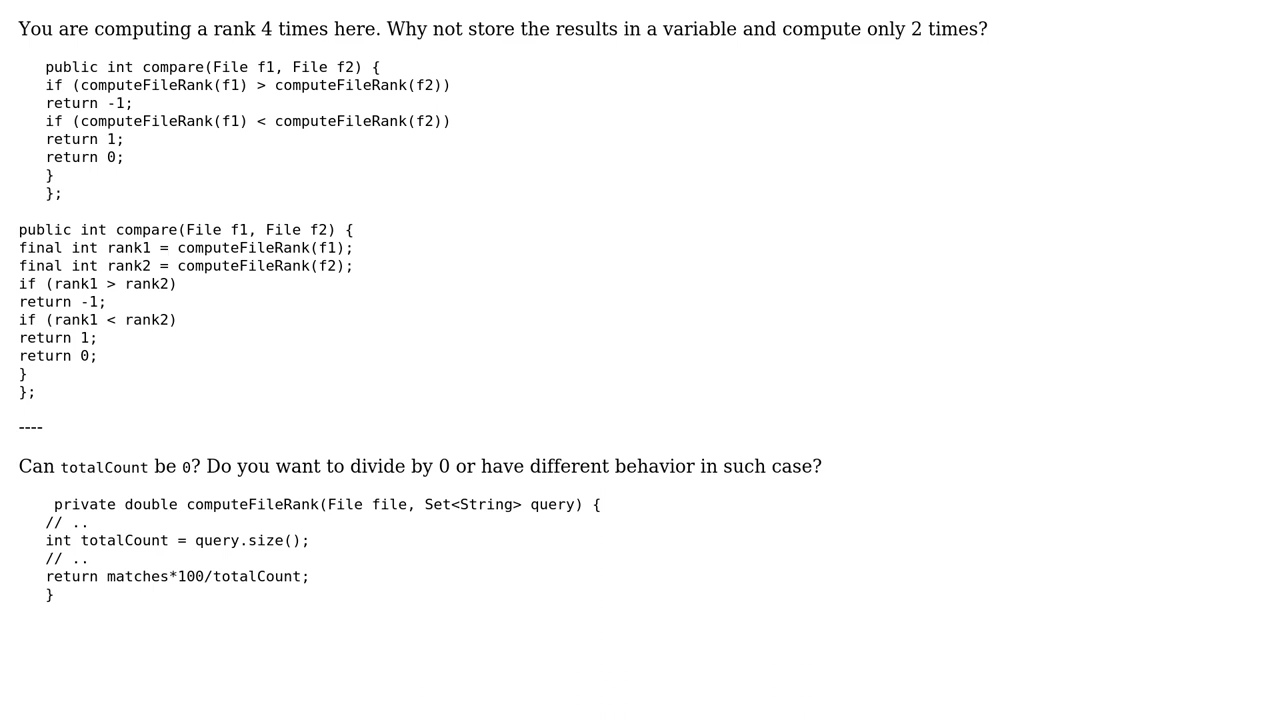 You are computing a rank 4 times here. Why not store the results in a variable and compute only 2 times?
public int compare(File f1, File f2) {
if (computeFileRank(f1) > computeFileRank(f2))
return -1;
if (computeFileRank(f1) < computeFileRank(f2))
return 1;
return 0;
}
};
public int compare(File f1, File f2) {
final int rank1 = computeFileRank(f1);
final int rank2 = computeFileRank(f2);
if (rank1 > rank2)
return -1;
if (rank1 < rank2)
return 1;
return 0;
}
};
----
Can totalCount be 0? Do you want to divide by 0 or have different behavior in such case?
private double computeFileRank(File file, Set<String> query) {
// ..
int totalCount = query.size();
// ..
return matches*100/totalCount;
}